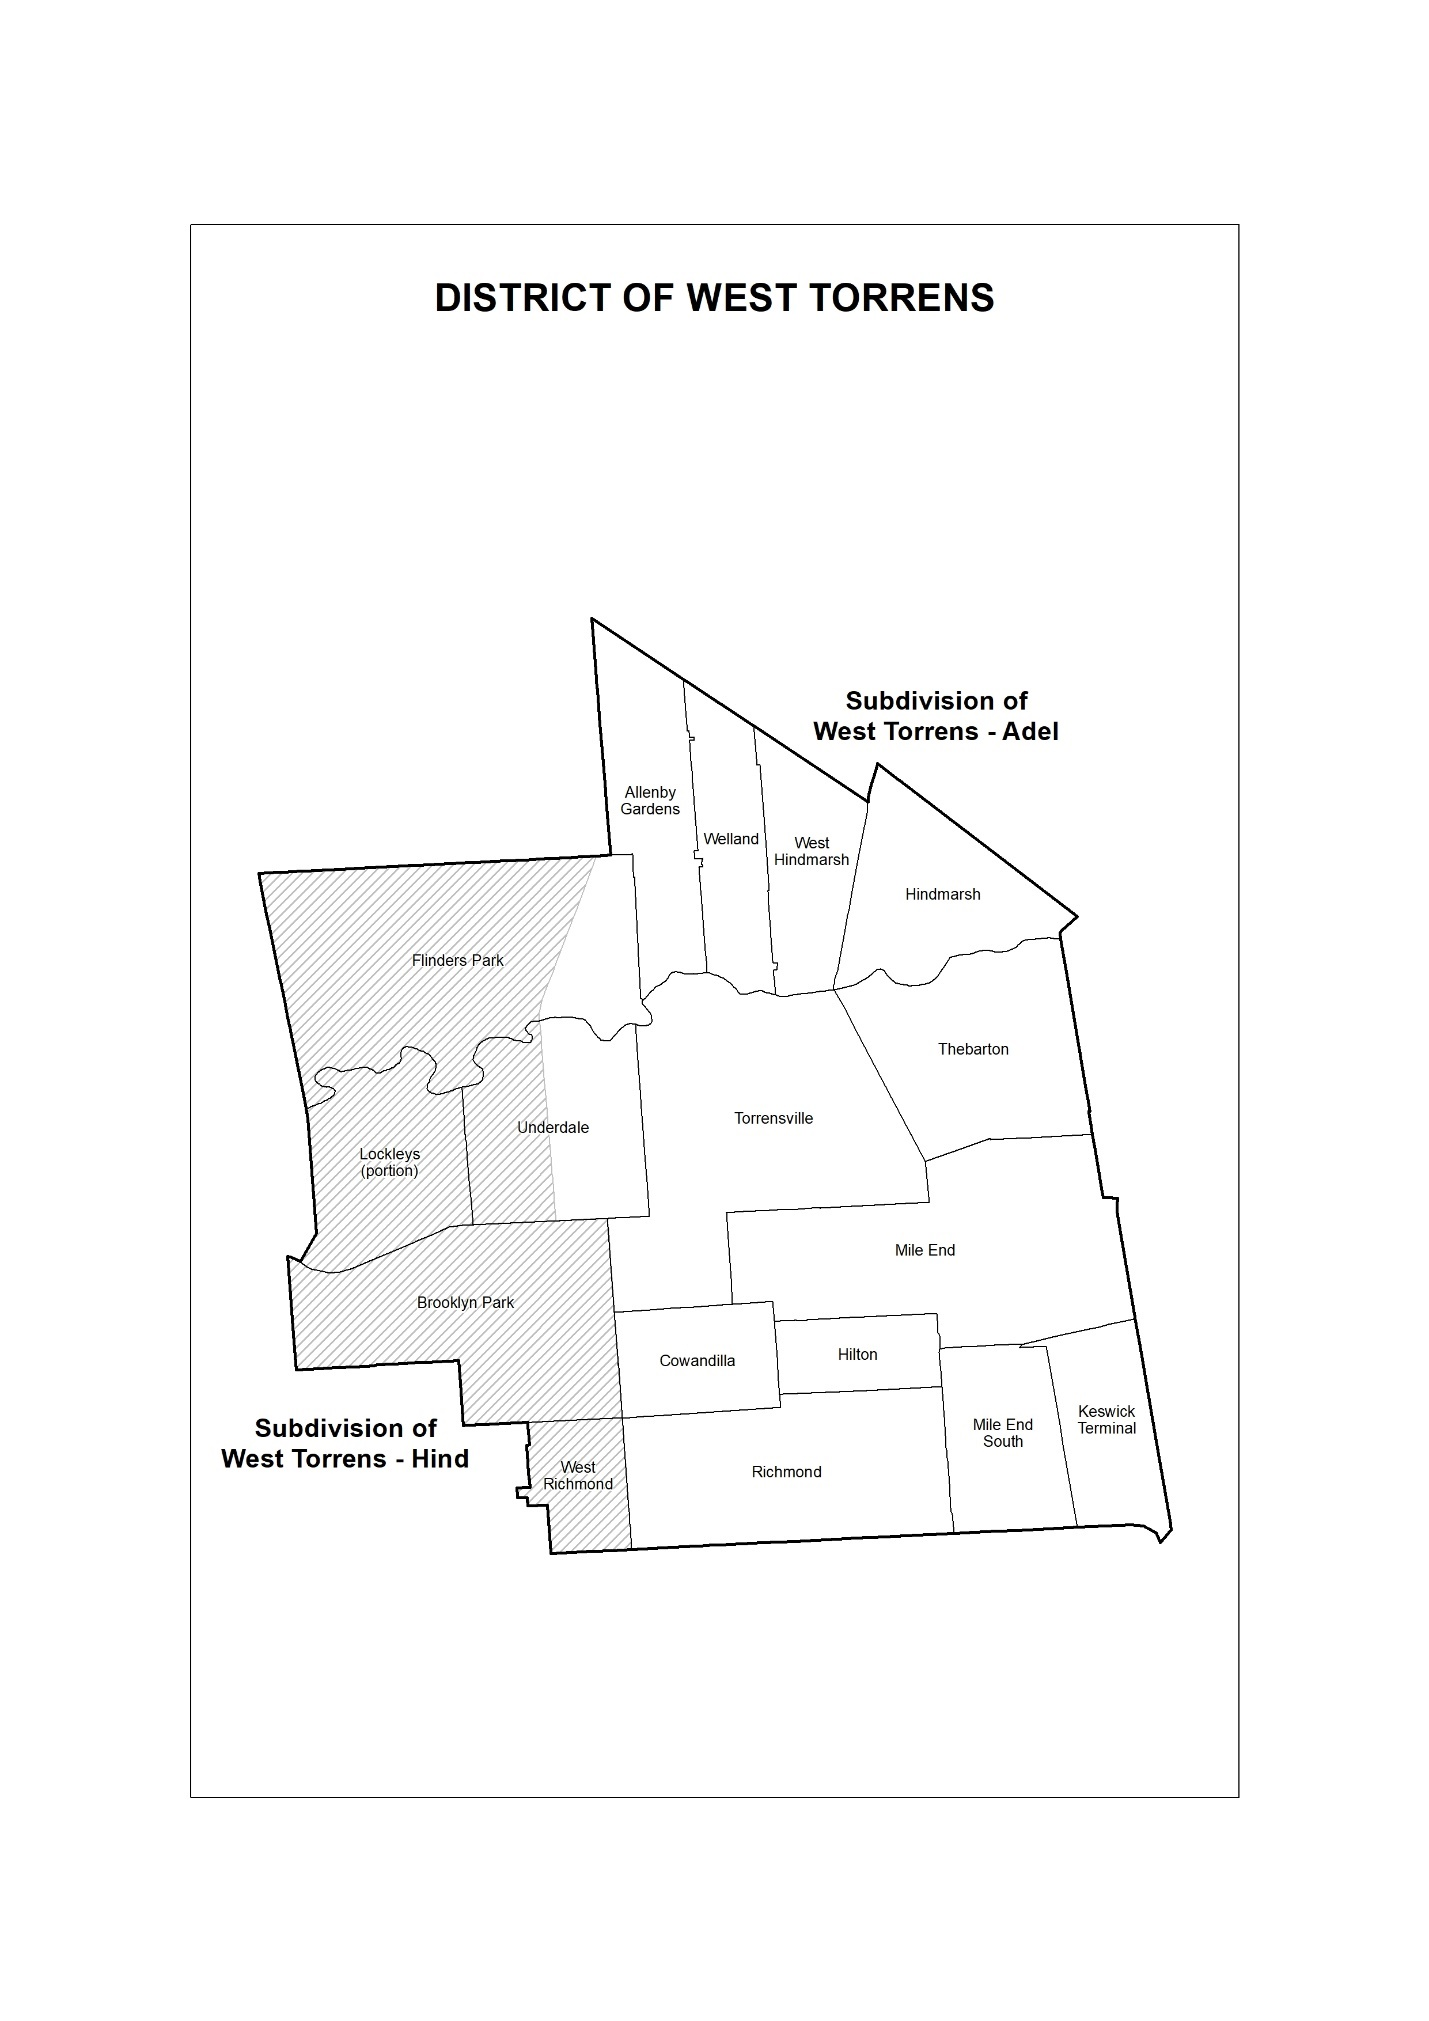 DISTRICT OF WEST TORRENS
Subdivision of
West Torrens - Adel
Allenby
Gardens
Welland
West
Hindmarsh
Hindmarsh
Flinders Park
Thebarton
Torrensville
Underdale
Lockleys
(portion)
Mile End
Brooklyn Park
Cowandilla
Hilton
Keswick
Terminal
Mile End
South
Subdivision of
West Torrens - Hind
West
Richmond
Richmond